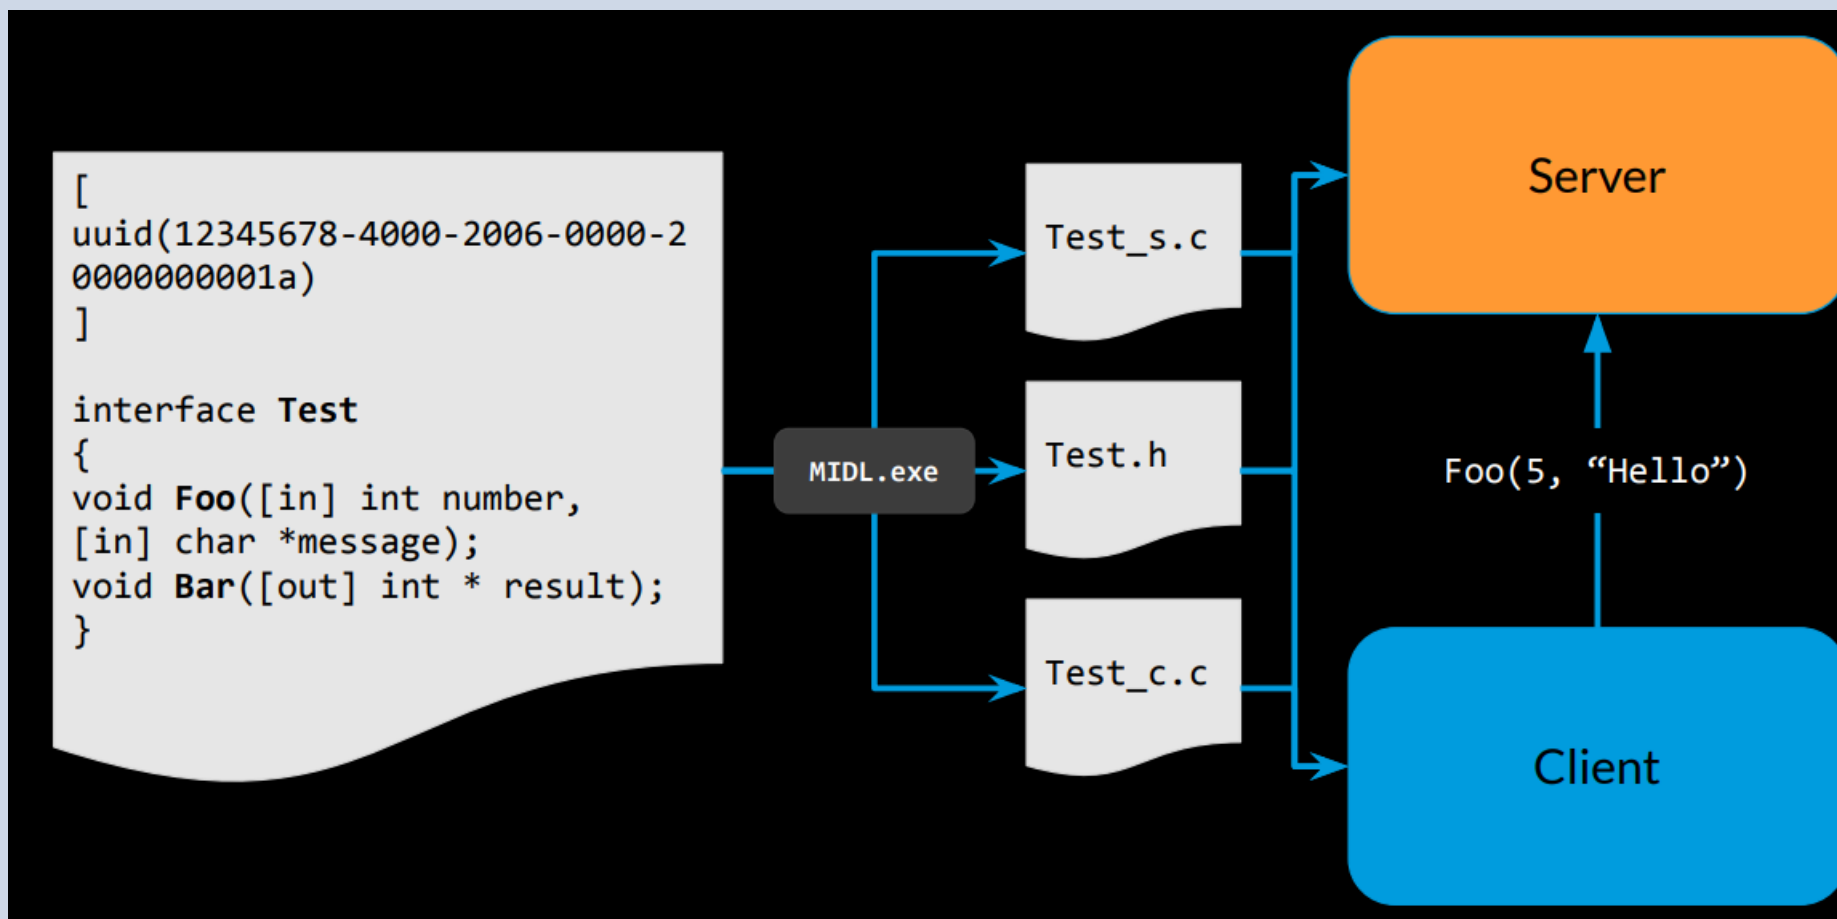 [
uuid(12345678-4000-2006-0000-2
0000000001a)
]
interface Test
{
void Foo([in] int number,
[in] char *message);
void Bar([out] int * result);
}
MIDL.exe
Test_s.c
Test.h
Test_c.c
Server
Foo(5, “Hello”)
Client